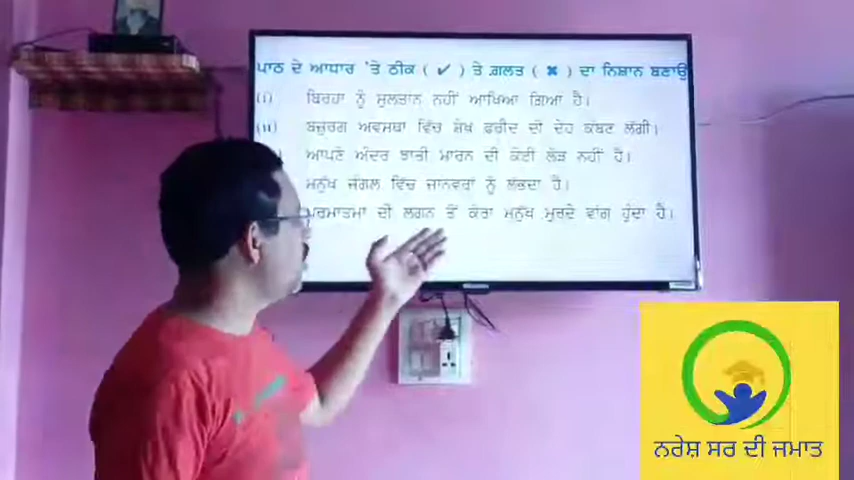 ਪਾਠ ਦੇ ਆਧਾਰ 'ਤੇ ਠੀਕ ( ✔ ) ਤੇ ਗ਼ਲਤ ( ✖ ) ਦਾ ਨਿਸ਼ਾਨ ਬਣਾਉ
(i) ਬਿਰਹਾ ਨੂੰ ਸੁਲਤਾਨ ਨਹੀਂ ਆਖਿਆ ਗਿਆ ਹੈ।
(ii) ਬਜ਼ੁਰਗ ਅਵਸਥਾ ਵਿੱਚ ਸ਼ੇਖ਼ ਫ਼ਰੀਦ ਦੀ ਦੇਹ ਕੰਬਣ ਲੱਗੀ।
ਆਪਣੇ ਅੰਦਰ ਝਾਤੀ ਮਾਰਨ ਦੀ ਕੋਈ ਲੋੜ ਨਹੀਂ ਹੈ।
ਮਨੁੱਖ ਜੰਗਲ ਵਿੱਚ ਜਾਨਵਰਾਂ ਨੂੰ ਲੱਭਦਾ ਹੈ।
ਪਰਮਾਤਮਾ ਦੀ ਲਗਨ ਤੋਂ ਕੋਰਾ ਮਨੁੱਖ ਮੁਰਦੇ ਵਾਂਗ ਹੁੰਦਾ ਹੈ।
ਨਰੇਸ਼ ਸਰ ਦੀ ਜਮਾਤ